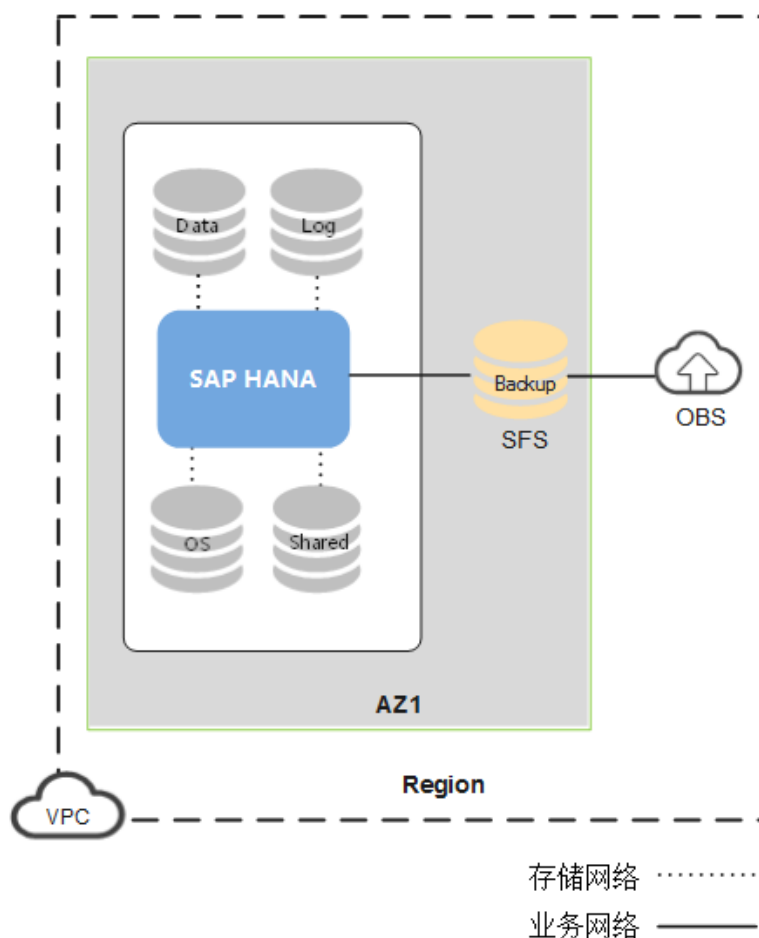 Data
Log
SAP HANA
Backup
SFS
OBS
OS
Shared
AZ1
Region
VPC
存储网络
业务网络